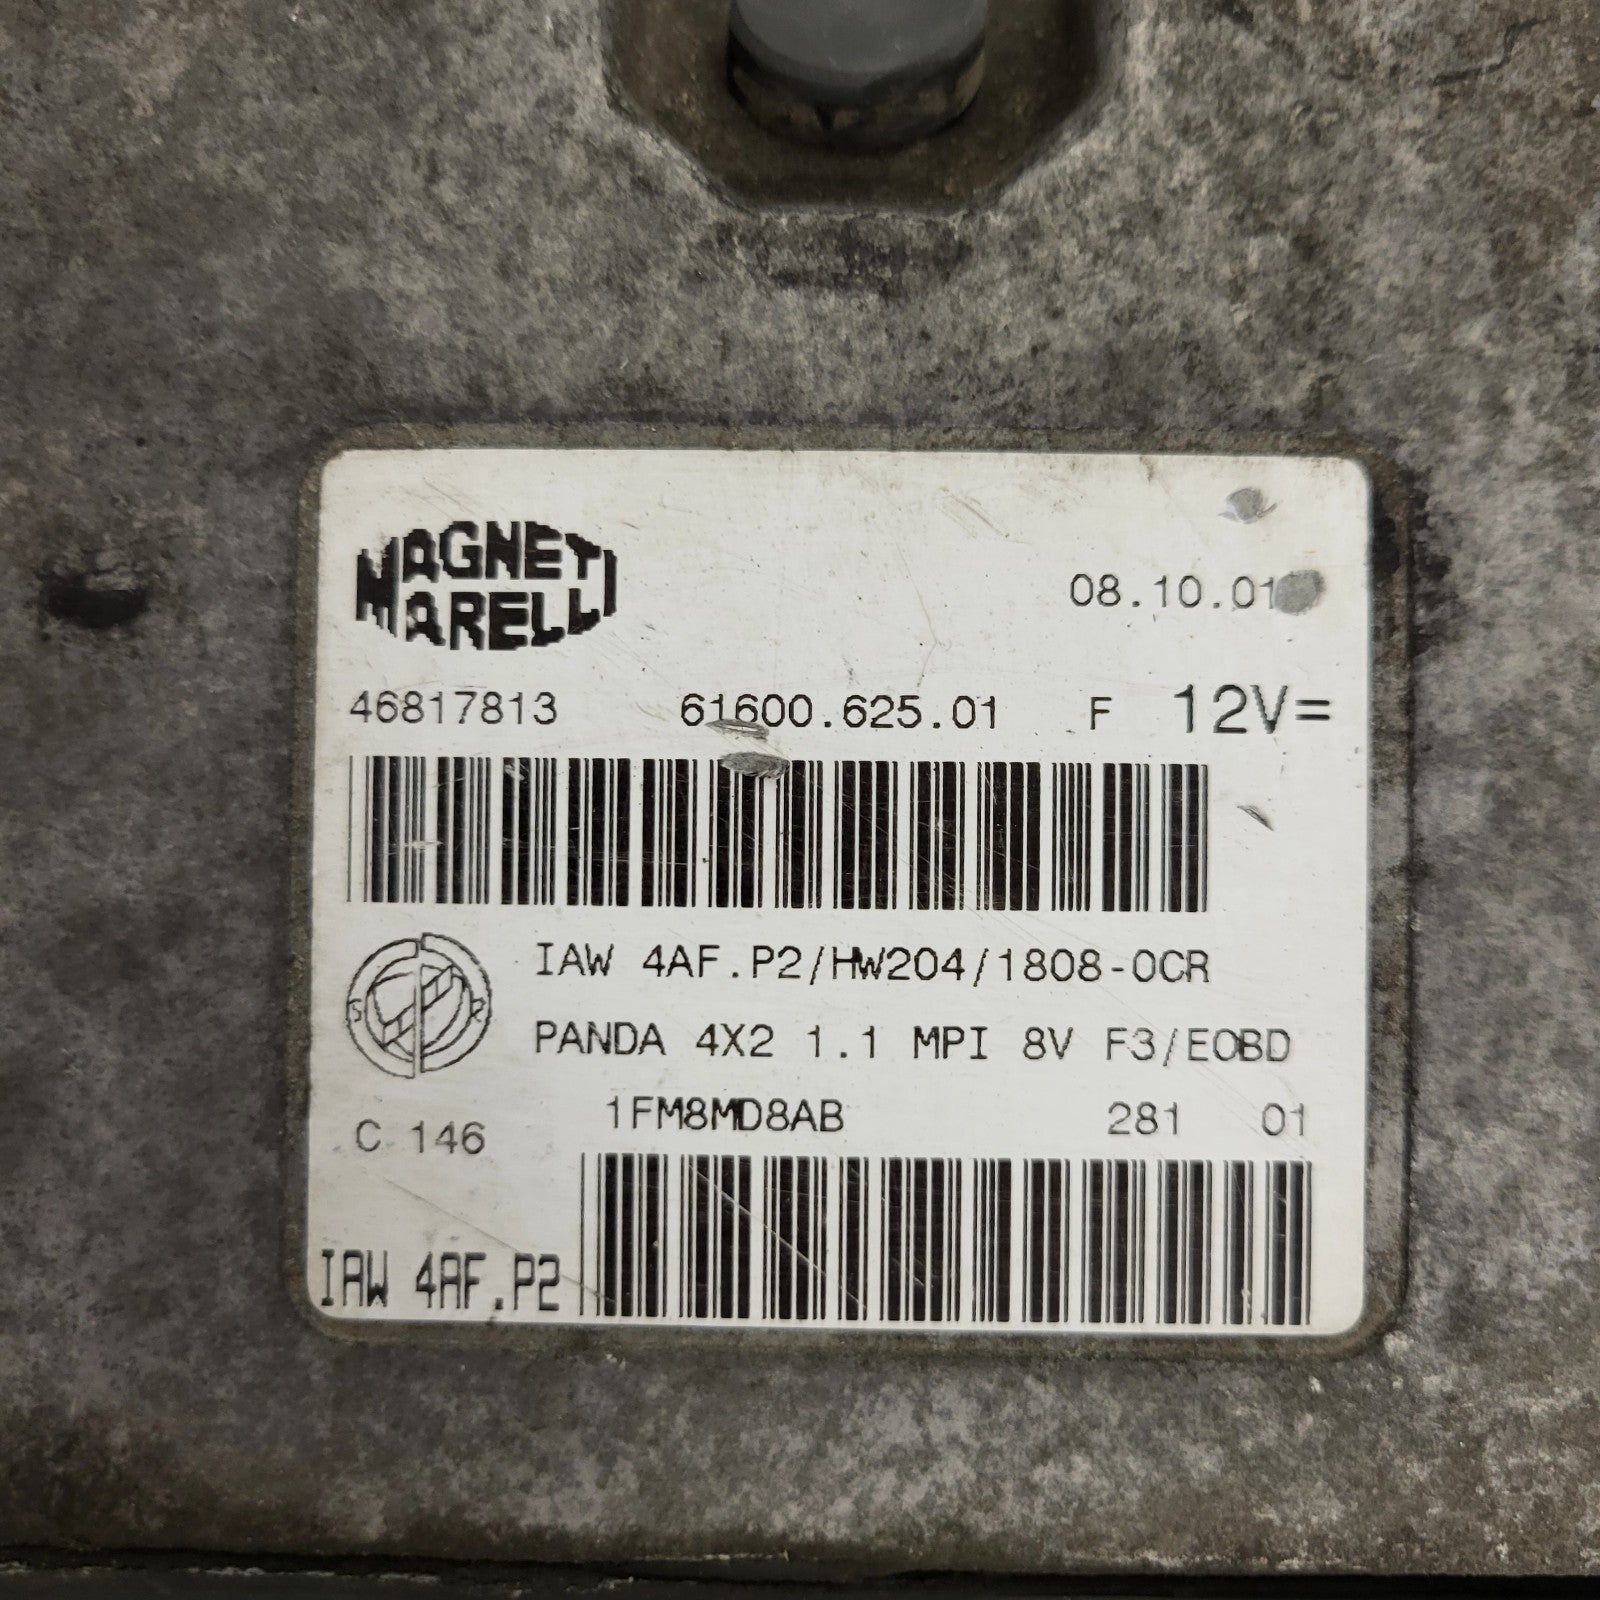 MAGNETI
MARELLI
08.10.01
46817813 61600.625.01 F 12V=
IAW 4AF.P2/HW204/1808-0CR
S R
PANDA 4X2 1.1 MPI 8V F3/EOBD
1FM8MD8AB 281 01
C 146
IAW 4AF.P2